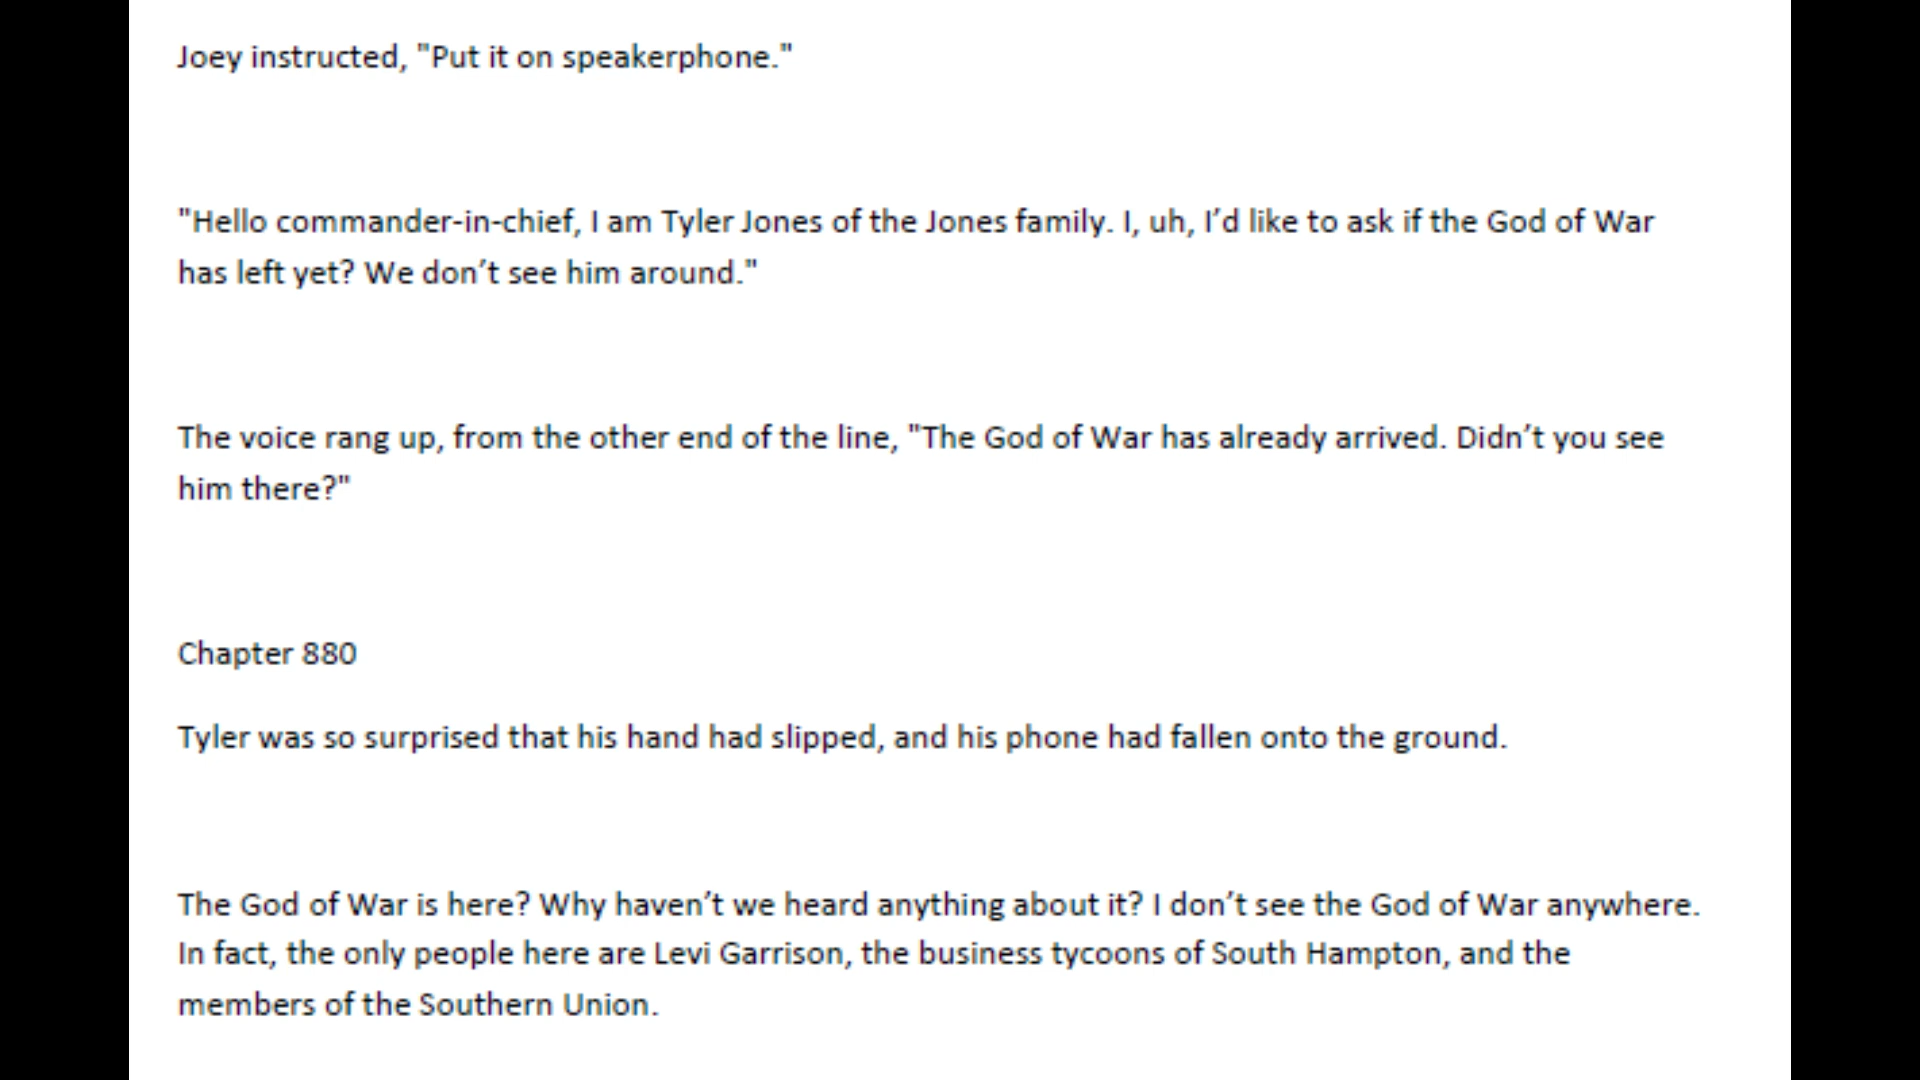 Joey instructed, "Put it on speakerphone."
"Hello commander-in-chief, I am Tyler Jones of the Jones family. I, uh, I’d like to ask if the God of War
has left yet? We don’t see him around."
The voice rang up, from the other end of the line, "The God of War has already arrived. Didn’t you see
him there?"
Chapter 880
Tyler was so surprised that his hand had slipped, and his phone had fallen onto the ground.
The God of War is here? Why haven’t we heard anything about it? I don’t see the God of War anywhere.
In fact, the only people here are Levi Garrison, the business tycoons of South Hampton, and the
members of the Southern Union.